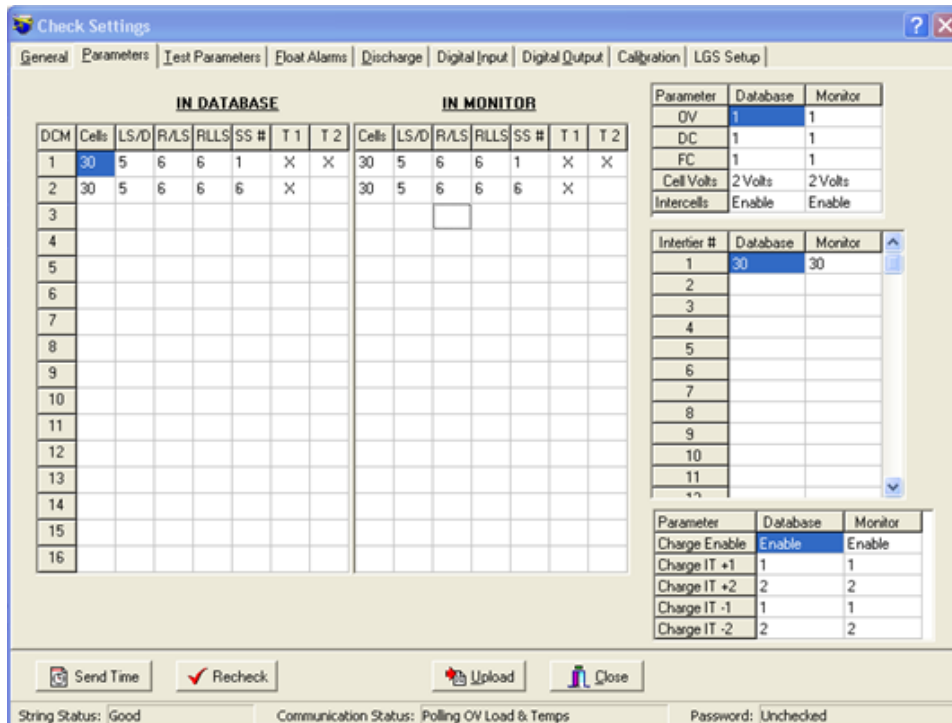 Check Settings
General Parameters Test Parameters Float Alarms Discharge Digital Input Digital Output Calibration LGS Setup
IN DATABASE IN MONITOR
DCM Cells LS/D R/LS RLLS SS # T 1 T 2 Cells LS/D R/LS RLLS SS # T 1 T 2
1 30 5 6 6 1 X X 30 5 6 6 1 X X
2 30 5 6 6 6 X 30 5 6 6 6 X
3
4
5
6
7
8
9
10
11
12
13
14
15
16
Parameter Database Monitor
OV 1 1
DC 1 1
FC 1 1
Cell Volts 2 Volts 2 Volts
Intercells Enable Enable
Intertier # Database Monitor
1 30 30
2
3
4
5
6
7
8
9
10
11
12
Parameter Database Monitor
Charge Enable Enable Enable
Charge IT +1 1 1
Charge IT +2 2 2
Charge IT -1 1 1
Charge IT -2 2 2
Send Time Recheck Upload Close
String Status: Good Communication Status: Polling OV Load & Temps Password: Unchecked